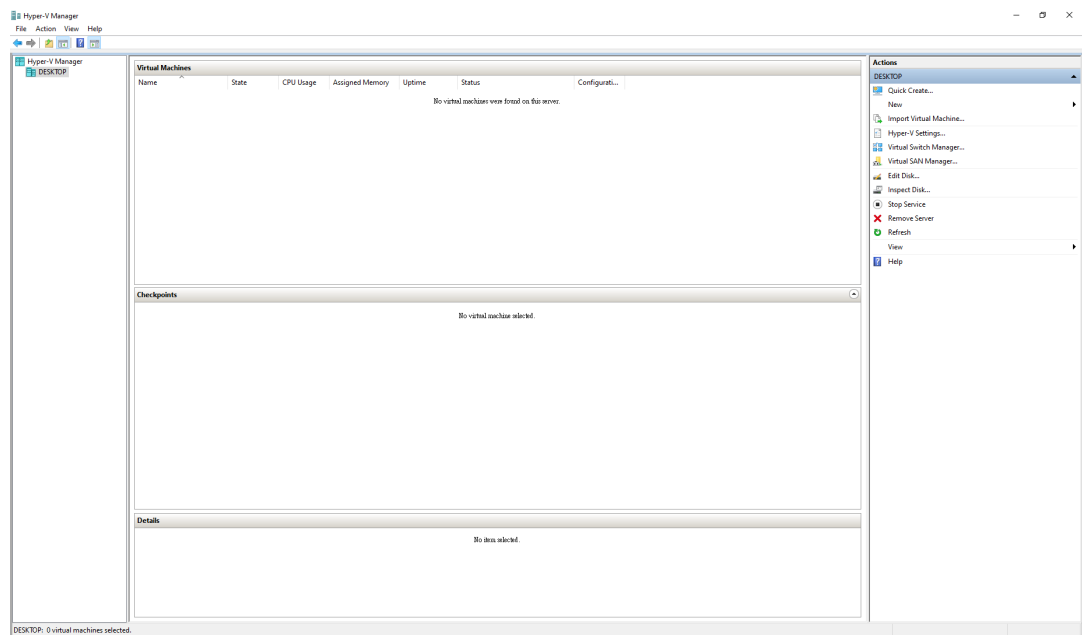 Hyper-V Manager
File Action View Help
Hyper-V Manager
DESKTOP
Virtual Machines
Name State CPU Usage Assigned Memory Uptime Status Configurati...
No virtual machines were found on this server.
Checkpoints
No virtual machine selected.
Details
No item selected.
Actions
DESKTOP
Quick Create...
New
Import Virtual Machine...
Hyper-V Settings...
Virtual Switch Manager...
Virtual SAN Manager...
Edit Disk...
Inspect Disk...
Stop Service
Remove Server
Refresh
View
Help
DESKTOP: 0 virtual machines selected.